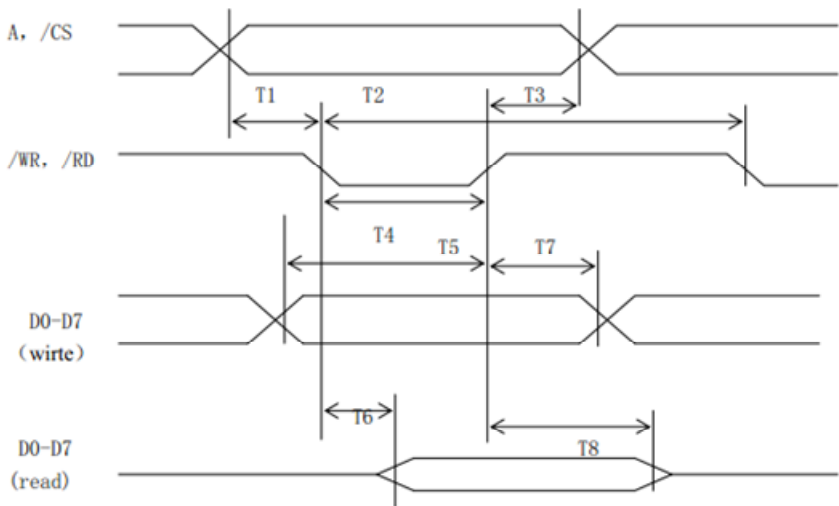 A，/CS
T1 T2 T3
/WR，/RD
T4 T5 T7
D0-D7
（wirte）
T6
D0-D7 T8
(read)